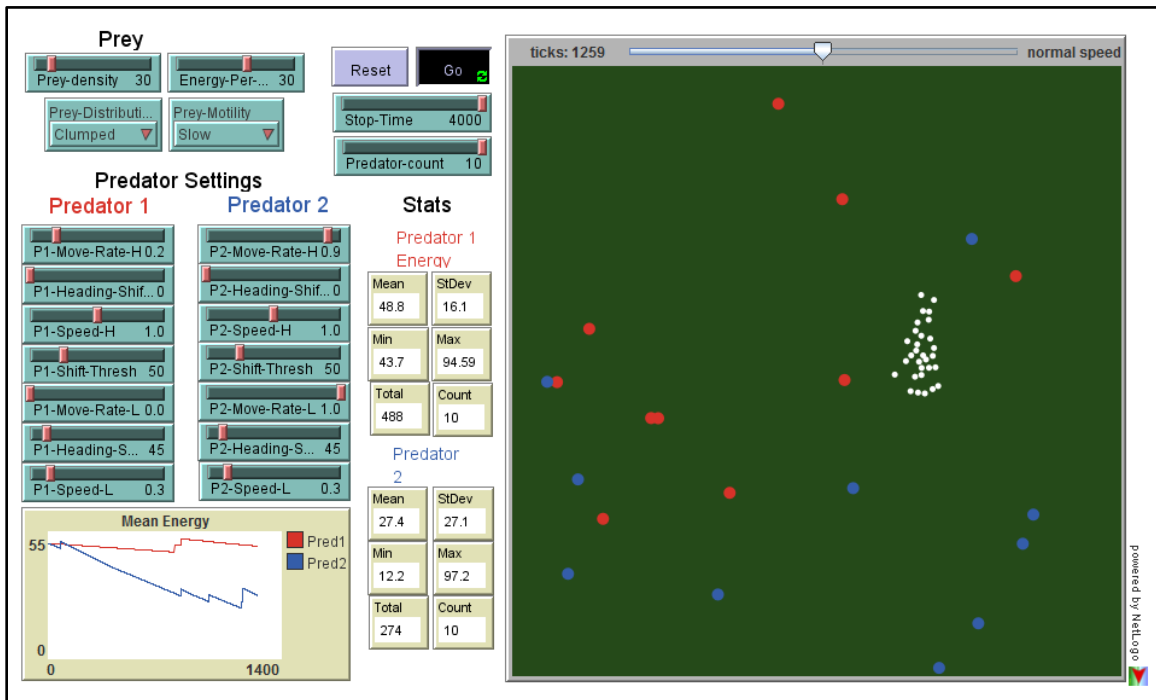 Prey
Prey-density 30
Energy-Per-... 30
Prey-Distributi...
Clumped
Prey-Motility
Slow
Reset
Go
Stop-Time 4000
Predator-count 10
Predator Settings
Predator 1
Predator 2
P1-Move-Rate-H 0.2
P1-Heading-Shif... 0
P1-Speed-H 1.0
P1-Shift-Thresh 50
P1-Move-Rate-L 0.0
P1-Heading-S... 45
P1-Speed-L 0.3
P2-Move-Rate-H 0.9
P2-Heading-Shif... 0
P2-Speed-H 1.0
P2-Shift-Thresh 50
P2-Move-Rate-L 1.0
P2-Heading-S... 45
P2-Speed-L 0.3
Stats
Predator 1
Energy
Mean
48.8
StDev
16.1
Min
43.7
Max
94.59
Total
488
Count
10
Predator
2
Mean
27.4
StDev
27.1
Min
12.2
Max
97.2
Total
274
Count
10
Mean Energy
55
0
0
1400
Pred1
Pred2
ticks: 1259
normal speed
powered by NetLogo